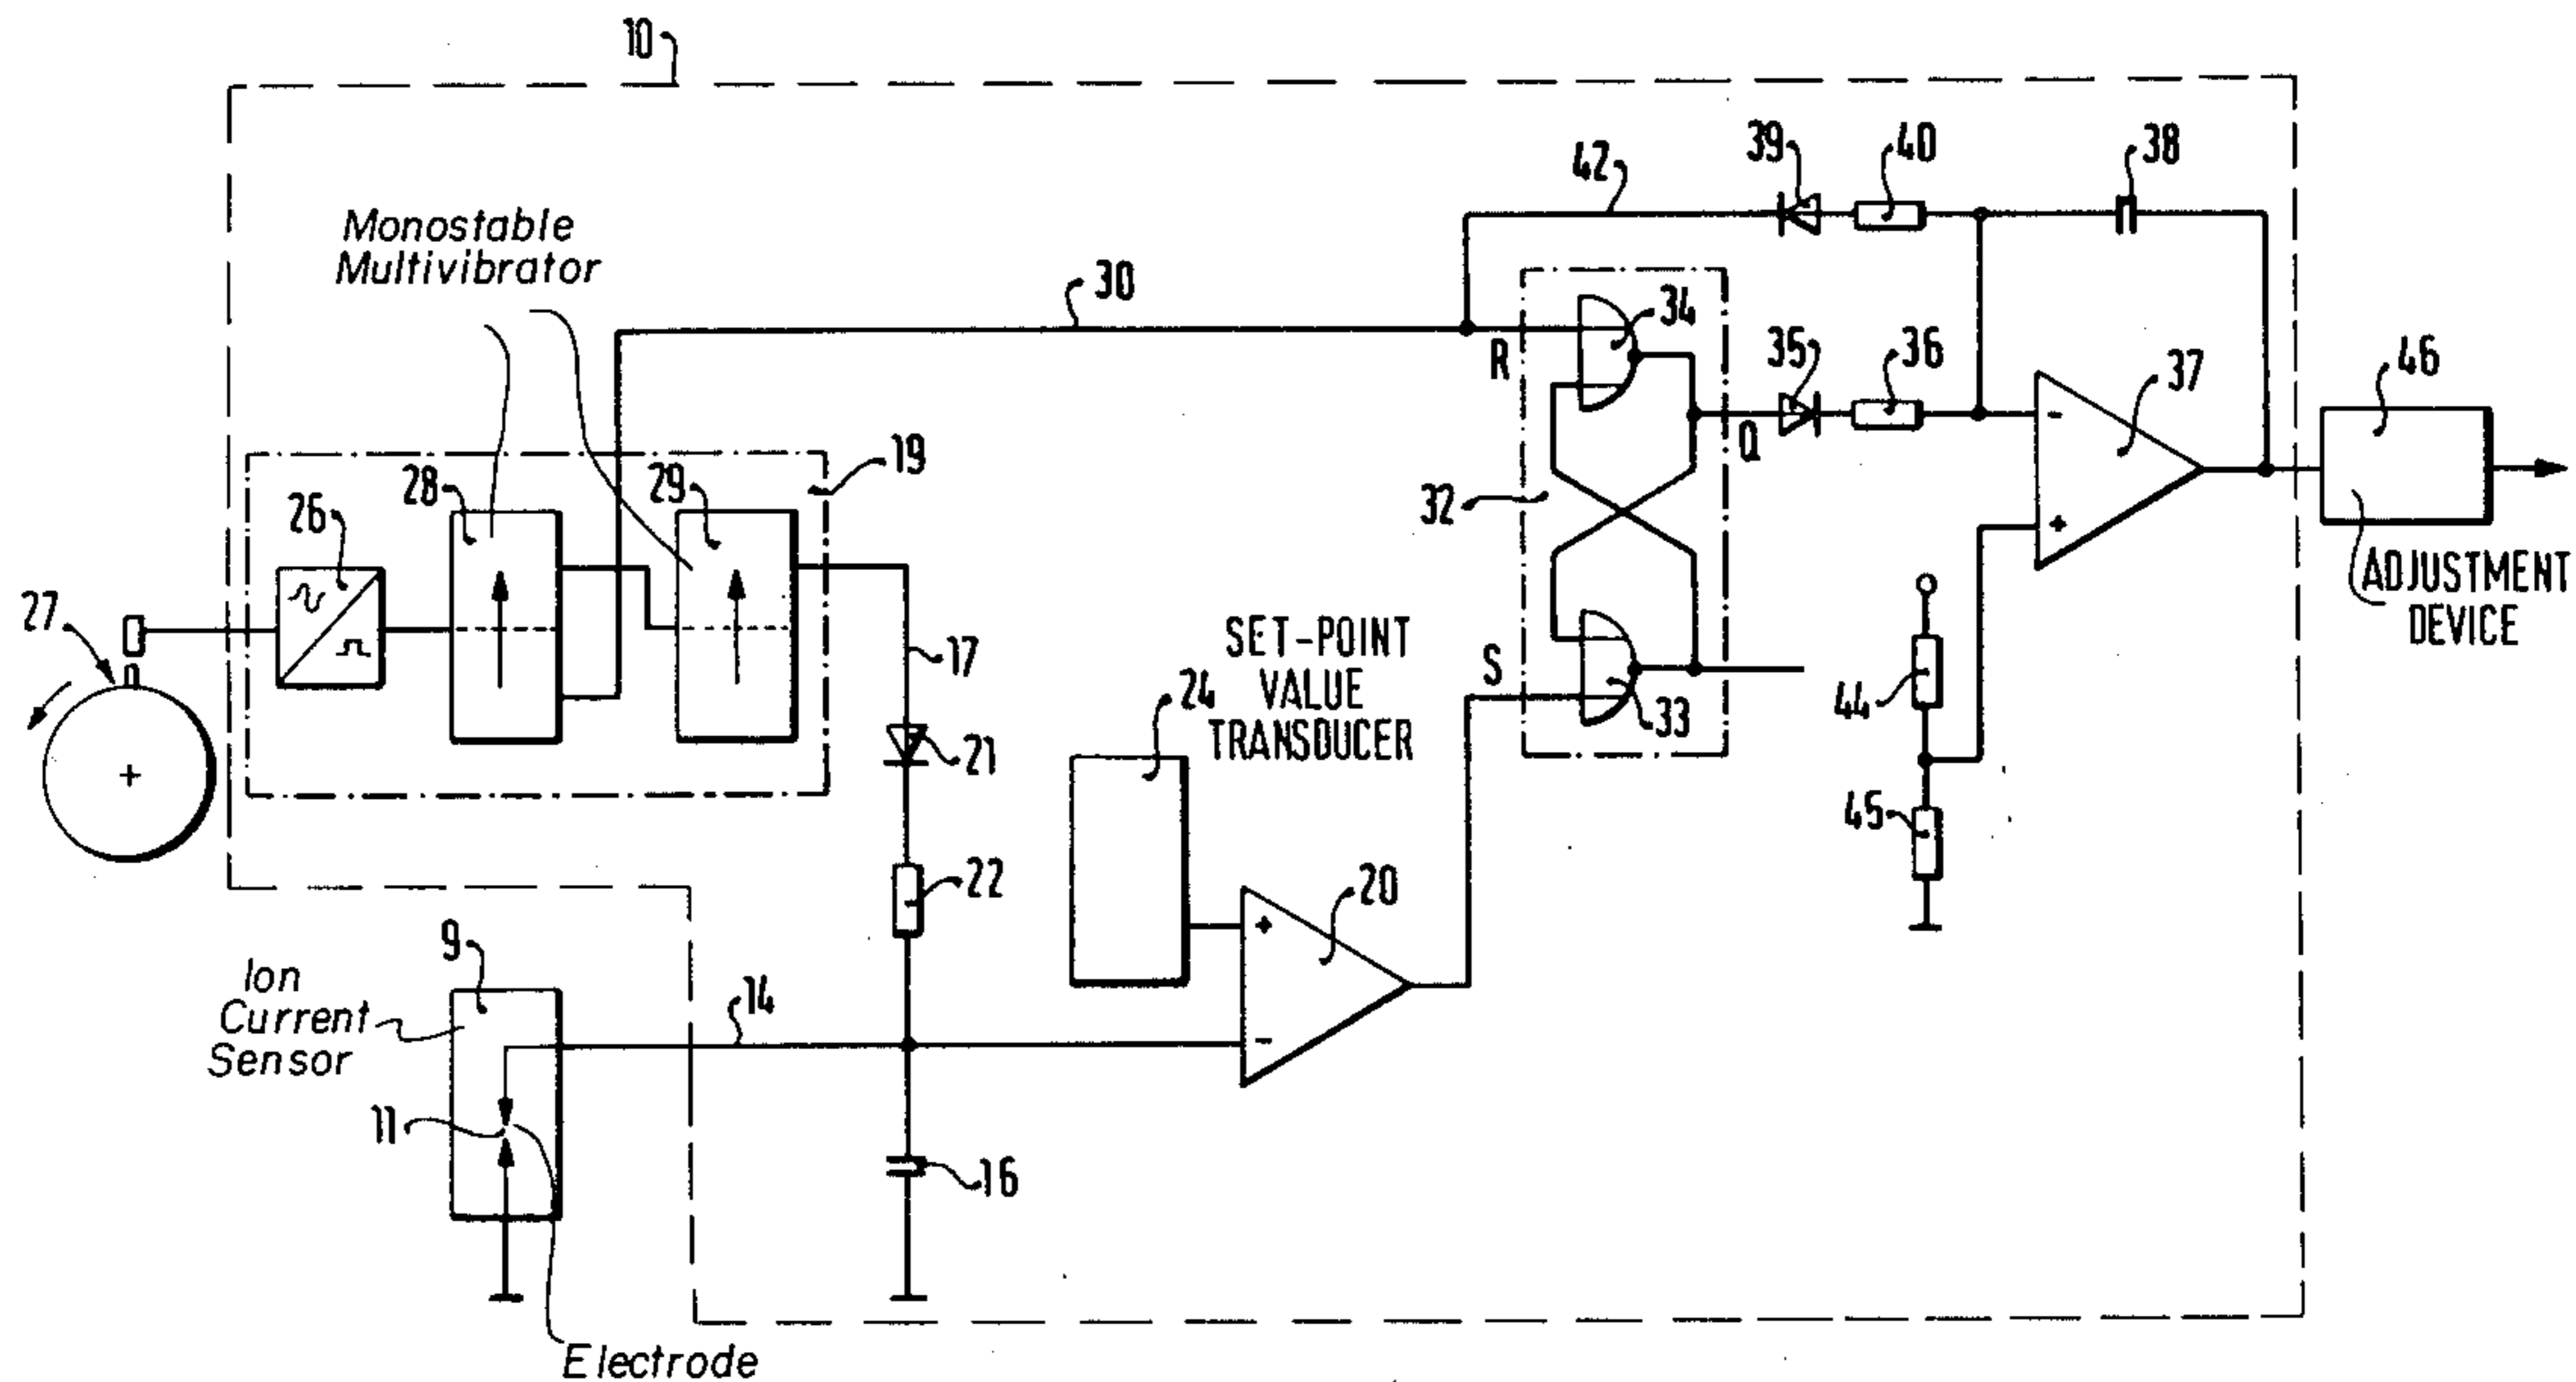 10
Monostable
Multivibrator
42
39
40
38
30
34
R
35
36
37
46
Q
19
28
29
26
32
27
17
SET-POINT
VALUE
TRANSDUCER
24
S
33
44
ADJUSTMENT
DEVICE
21
45
22
20
9
Ion
Current
Sensor
14
11
16
Electrode
+
-
+
-
+